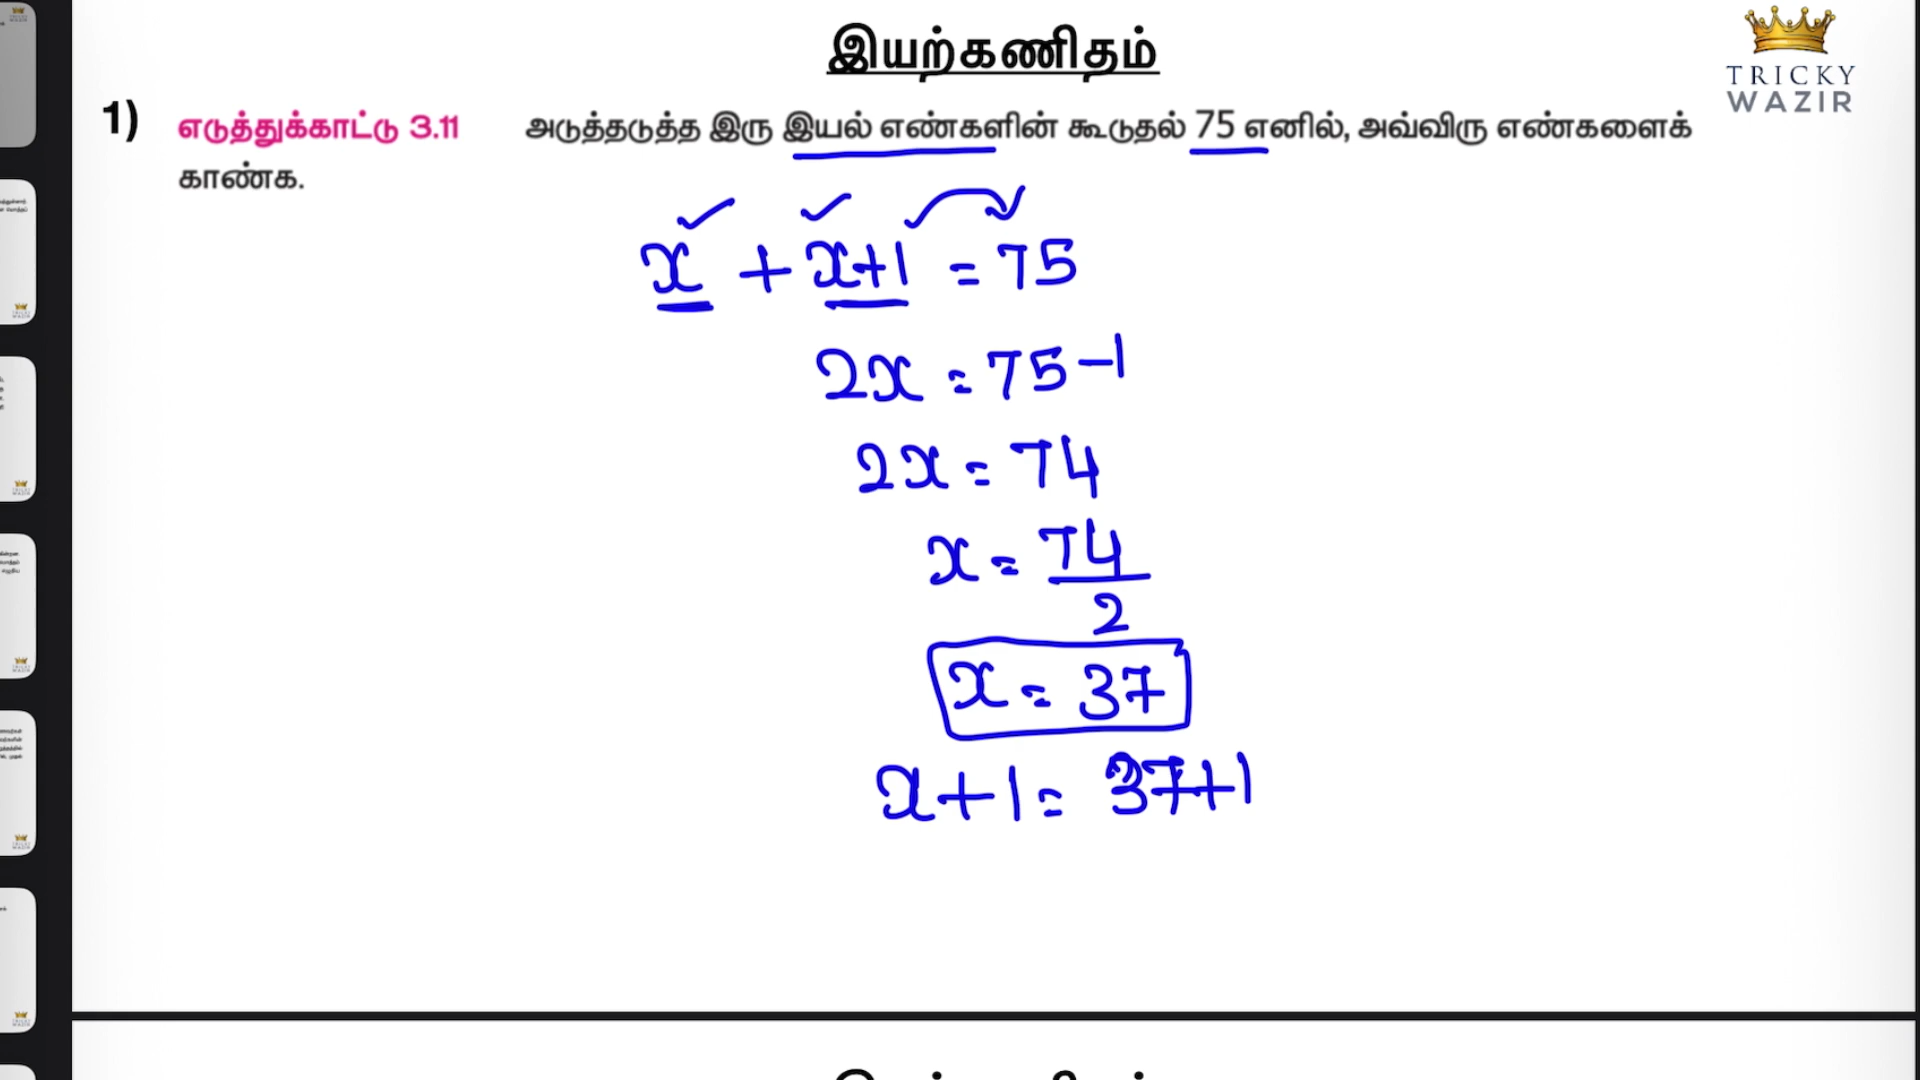 இயற்கணிதம்
TRICKY
WAZIR
1) எடுத்துக்காட்டு 3.11 அடுத்தடுத்த இரு இயல் எண்களின் கூடுதல் 75 எனில், அவ்விரு எண்களைக்
காண்க.
x + x+1 = 75
2x = 75-1
2x = 74
x = 74
2
x = 37
x+1 = 37+1